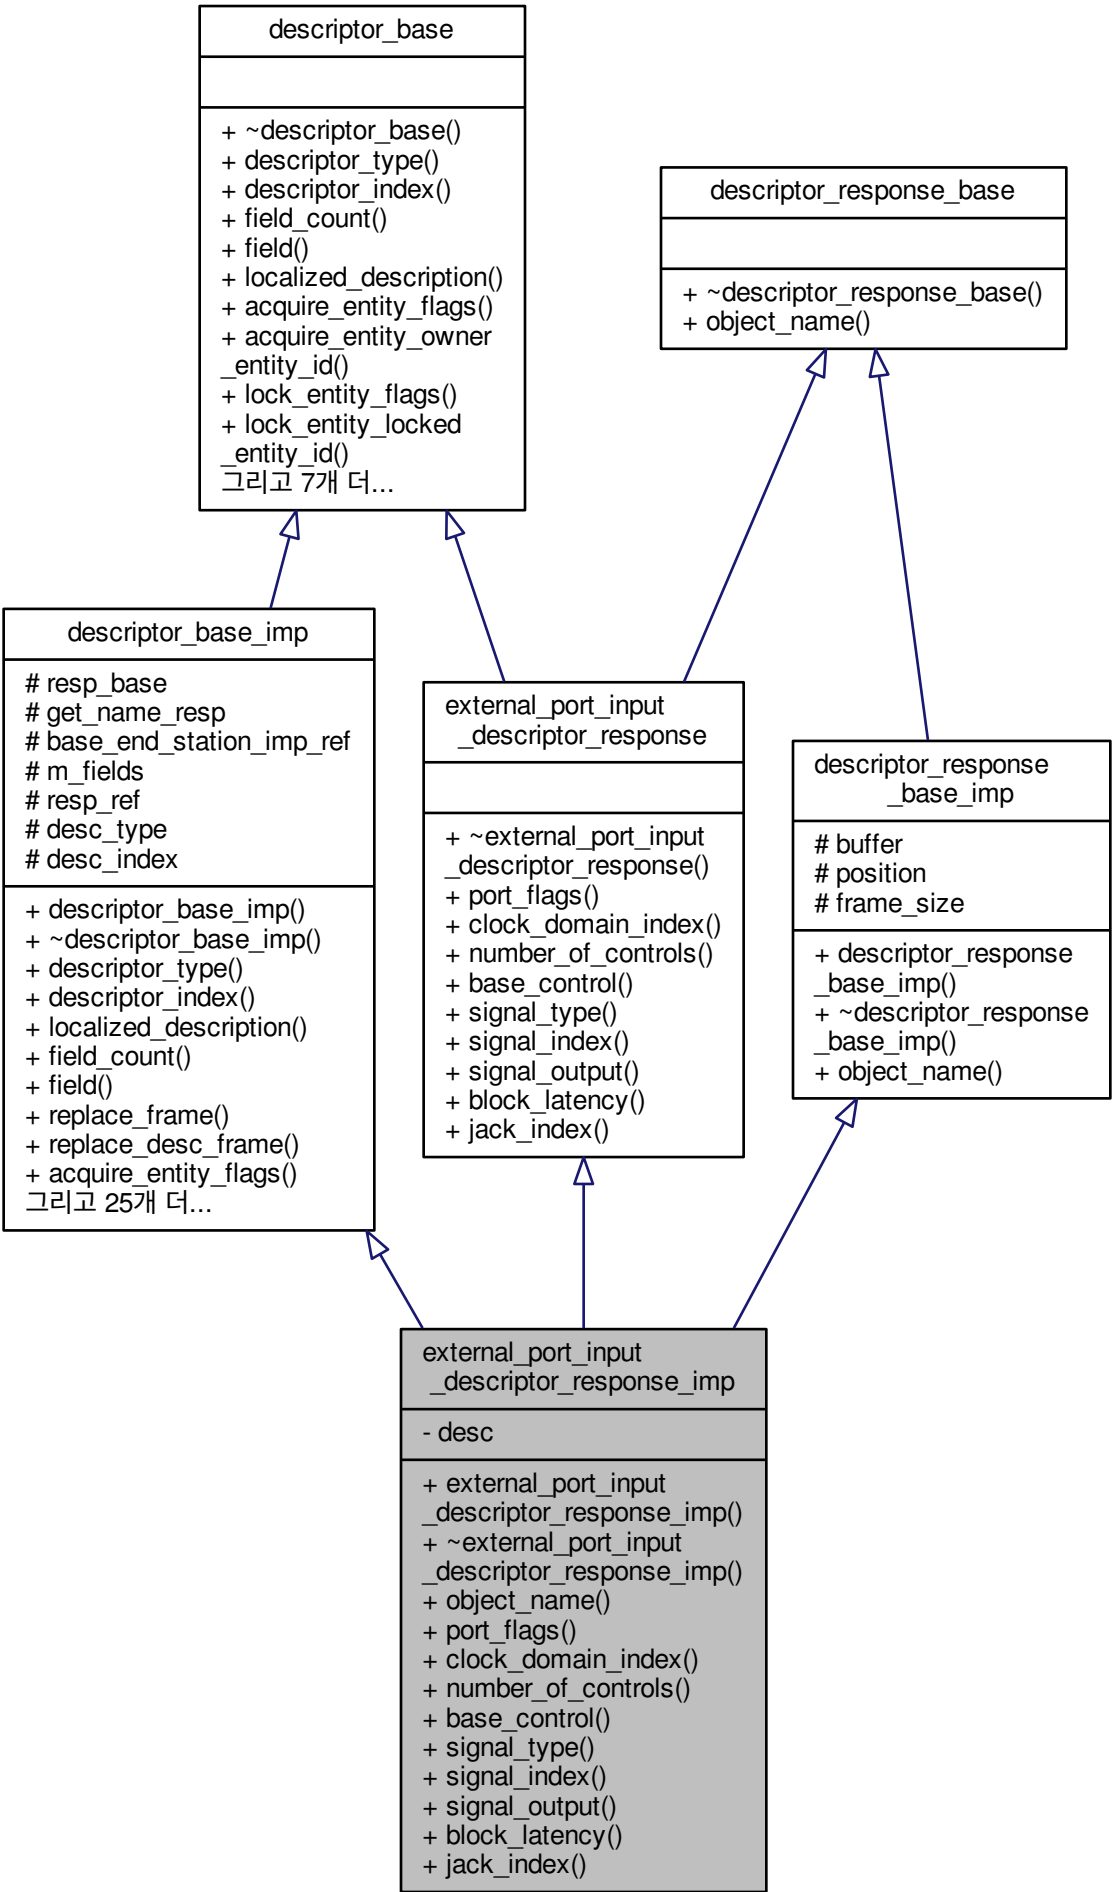 descriptor_base
+ ~descriptor_base()
+ descriptor_type()
+ descriptor_index()
+ field_count()
+ field()
+ localized_description()
+ acquire_entity_flags()
+ acquire_entity_owner
_entity_id()
+ lock_entity_flags()
+ lock_entity_locked
_entity_id()
그리고 7개 더...
descriptor_response_base
+ ~descriptor_response_base()
+ object_name()
descriptor_base_imp
# resp_base
# get_name_resp
# base_end_station_imp_ref
# m_fields
# resp_ref
# desc_type
# desc_index
+ descriptor_base_imp()
+ ~descriptor_base_imp()
+ descriptor_type()
+ descriptor_index()
+ localized_description()
+ field_count()
+ field()
+ replace_frame()
+ replace_desc_frame()
+ acquire_entity_flags()
그리고 25개 더...
external_port_input
_descriptor_response
+ ~external_port_input
_descriptor_response()
+ port_flags()
+ clock_domain_index()
+ number_of_controls()
+ base_control()
+ signal_type()
+ signal_index()
+ signal_output()
+ block_latency()
+ jack_index()
descriptor_response
_base_imp
# buffer
# position
# frame_size
+ descriptor_response
_base_imp()
+ ~descriptor_response
_base_imp()
+ object_name()
external_port_input
_descriptor_response_imp
- desc
+ external_port_input
_descriptor_response_imp()
+ ~external_port_input
_descriptor_response_imp()
+ object_name()
+ port_flags()
+ clock_domain_index()
+ number_of_controls()
+ base_control()
+ signal_type()
+ signal_index()
+ signal_output()
+ block_latency()
+ jack_index()